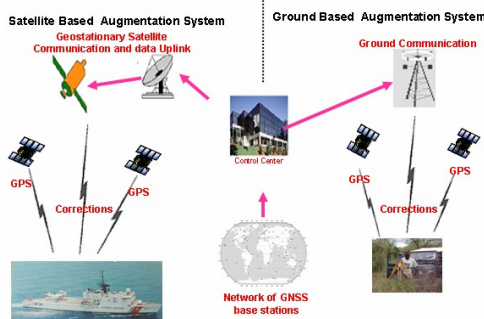 Satellite Based Augmentation System
Ground Based Augmentation System
Geostationary Satellite
Communication and data Uplink
Ground Communication
Control Center
GPS
GPS
Corrections
GPS
GPS
Corrections
Network of GNSS
base stations